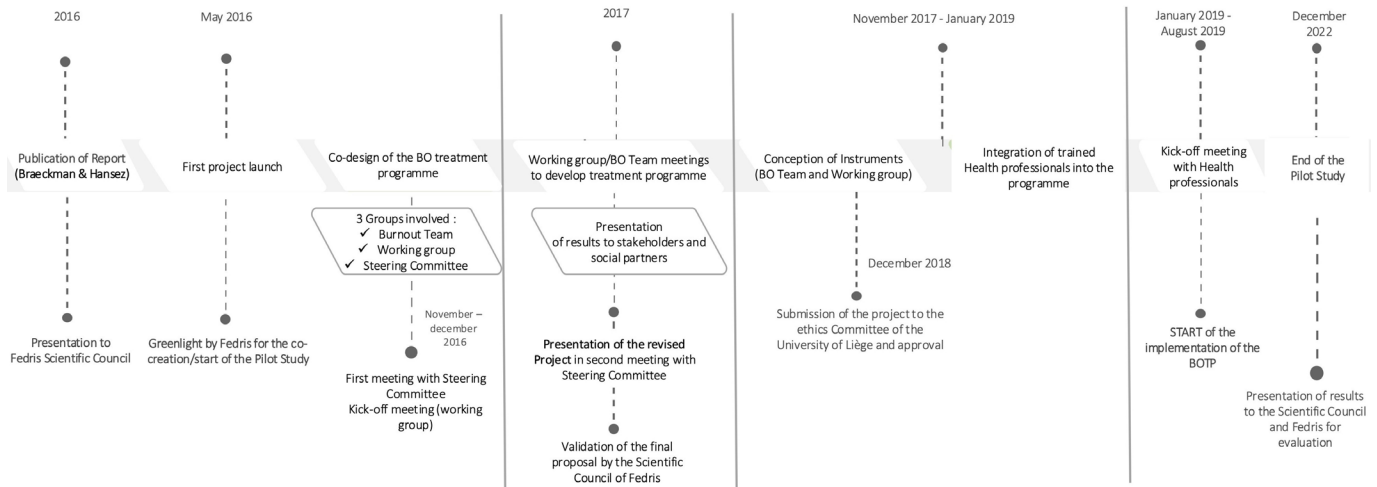 2016
Publication of Report
(Braeckman & Hansez)
Presentation to
Fedris Scientific Council
May 2016
First project launch
Greenlight by Fedris for the co-
creation/start of the Pilot Study
Co-design of the BO treatment
programme
3 Groups involved :
✓ Burnout Team
✓ Working group
✓ Steering Committee
November –
december
2016
First meeting with Steering
Committee
Kick-off meeting (working
group)
2017
Working group/BO Team meetings
to develop treatment programme
Presentation
of results to stakeholders and
social partners
Presentation of the revised
Project in second meeting with
Steering Committee
Validation of the final
proposal by the Scientific
Council of Fedris
November 2017 - January 2019
Conception of Instruments
(BO Team and Working group)
December 2018
Submission of the project to the
ethics Committee of the
University of Liège and approval
Integration of trained
Health professionals into the
programme
January 2019 -
August 2019
Kick-off meeting
with Health
professionals
START of the
implementation of the
BOTP
December
2022
End of the
Pilot Study
Presentation of results
to the Scientific Council
and Fedris for
evaluation